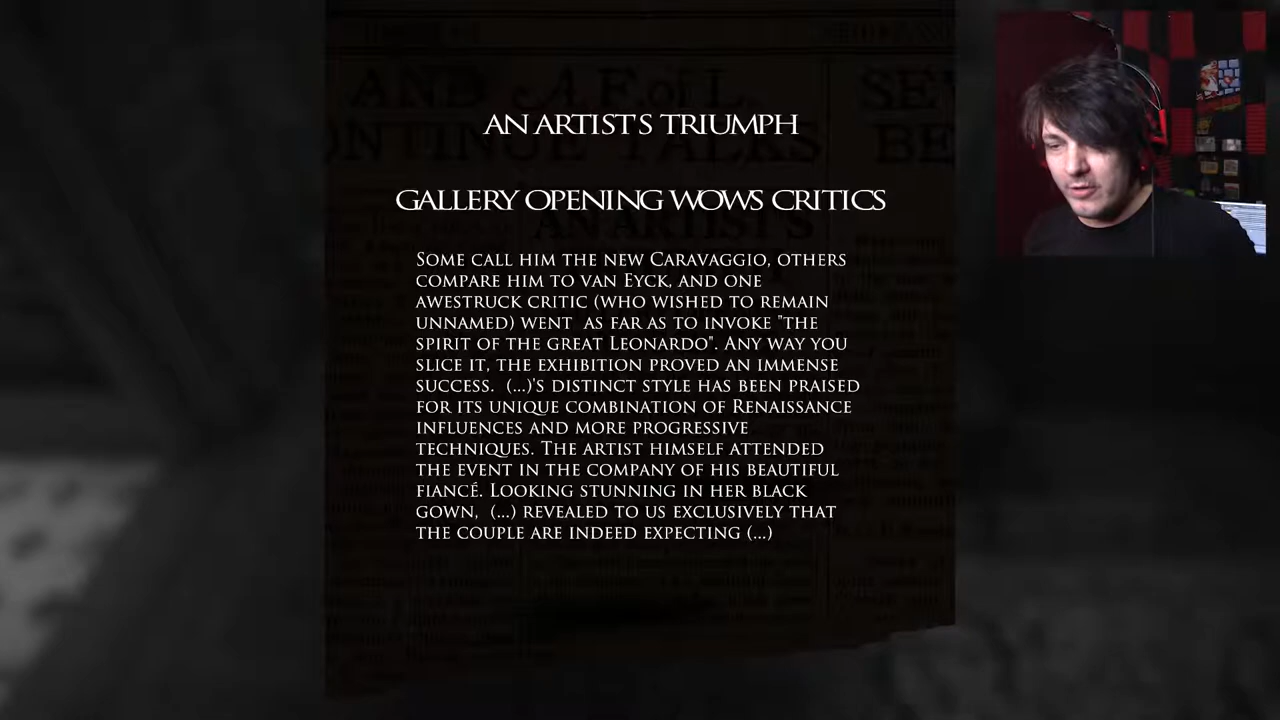 AND A.F. of L.
TALKS
AN ARTIST'S
AN ARTIST'S TRIUMPH
GALLERY OPENING WOWS CRITICS
Some call him the new Caravaggio, others
compare him to van Eyck, and one
awestruck critic (who wished to remain
unnamed) went  as far as to invoke "the
spirit of the great Leonardo". Any way you
slice it, the exhibition proved an immense
success.  (...)'s distinct style has been praised
for its unique combination of Renaissance
influences and more progressive
techniques. The artist himself attended
the event in the company of his beautiful
fiancé. Looking stunning in her black
gown,  (...) revealed to us exclusively that
the couple are indeed expecting (...)